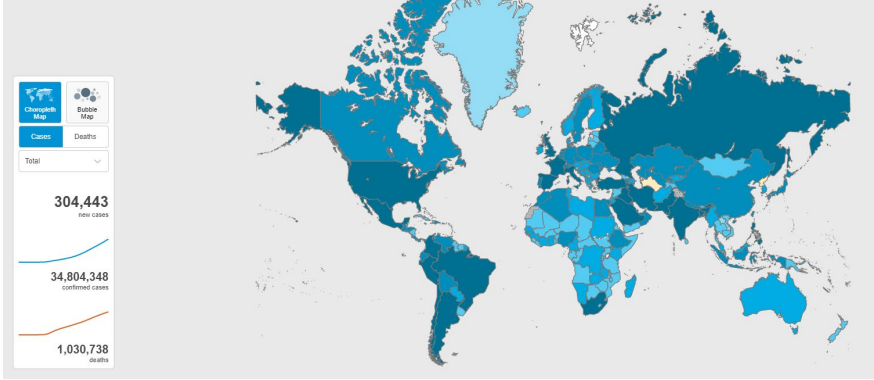 Choropleth
Map
Bubble
Map
Cases
Deaths
Total
304,443
new cases
34,804,348
confirmed cases
1,030,738
deaths